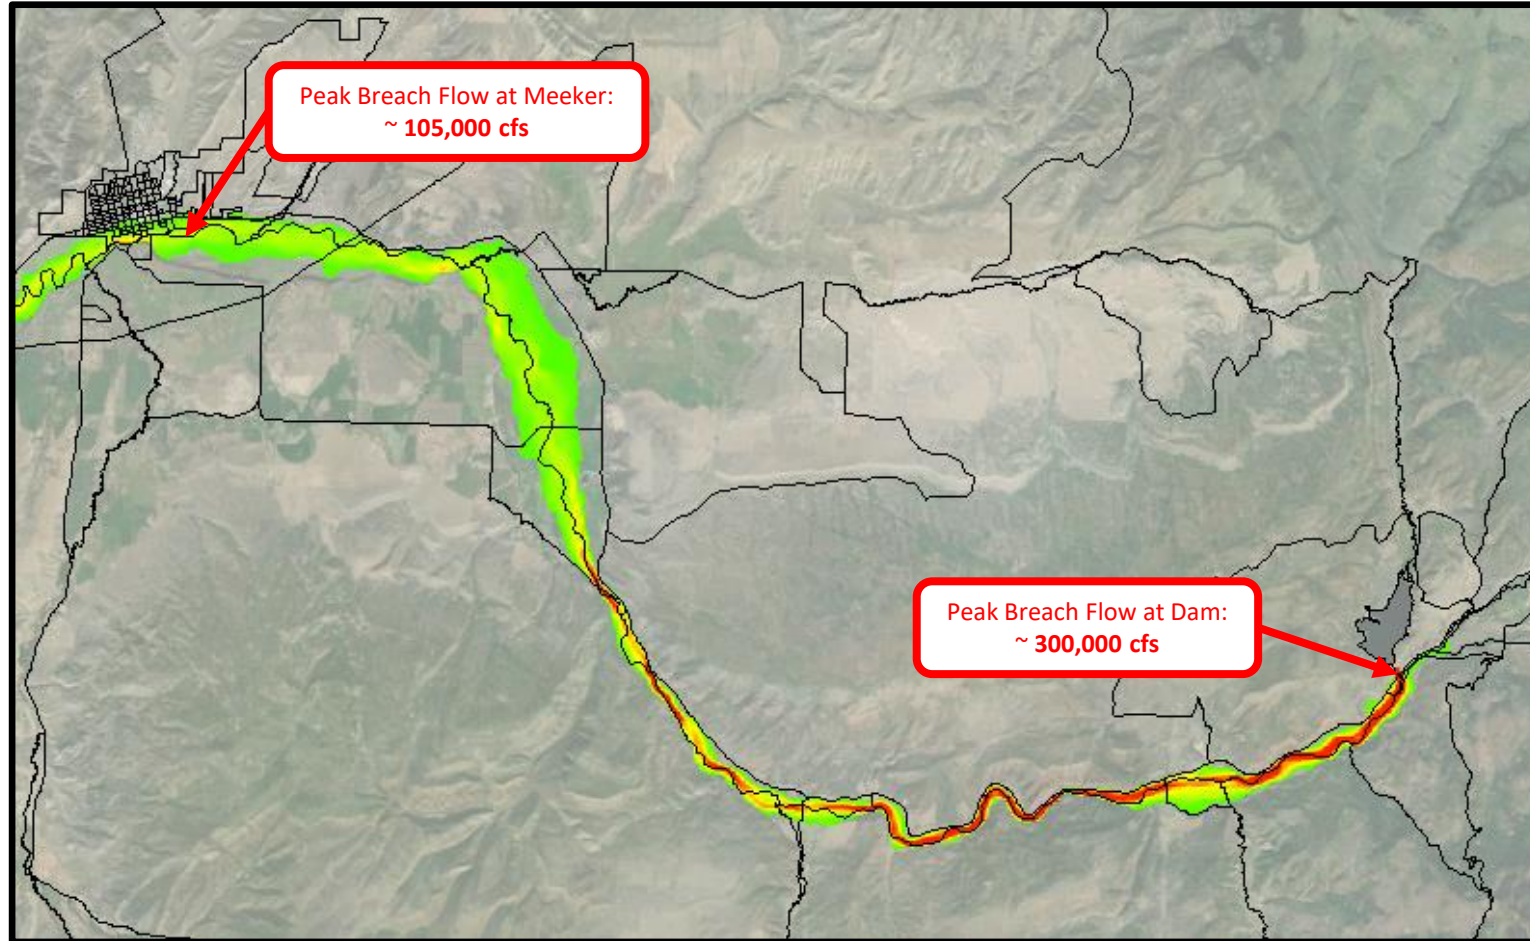 Peak Breach Flow at Meeker:
~ 105,000 cfs
Peak Breach Flow at Dam:
~ 300,000 cfs